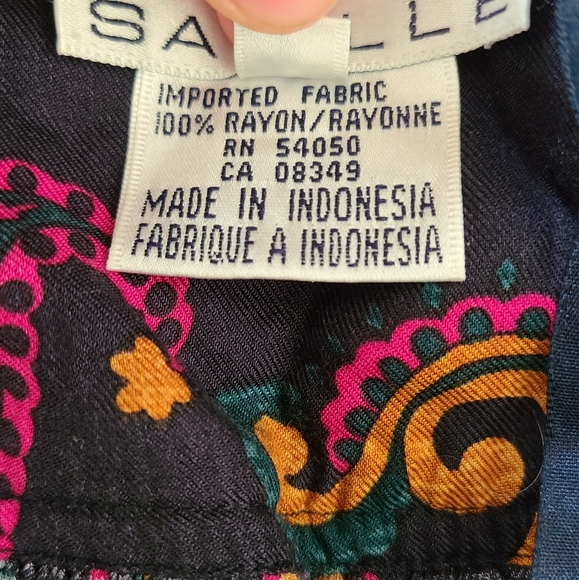 IMPORTED FABRIC
100% RAYON/RAYONNE
RN 54050
CA 08349
MADE IN INDONESIA
FABRIQUE A INDONESIA